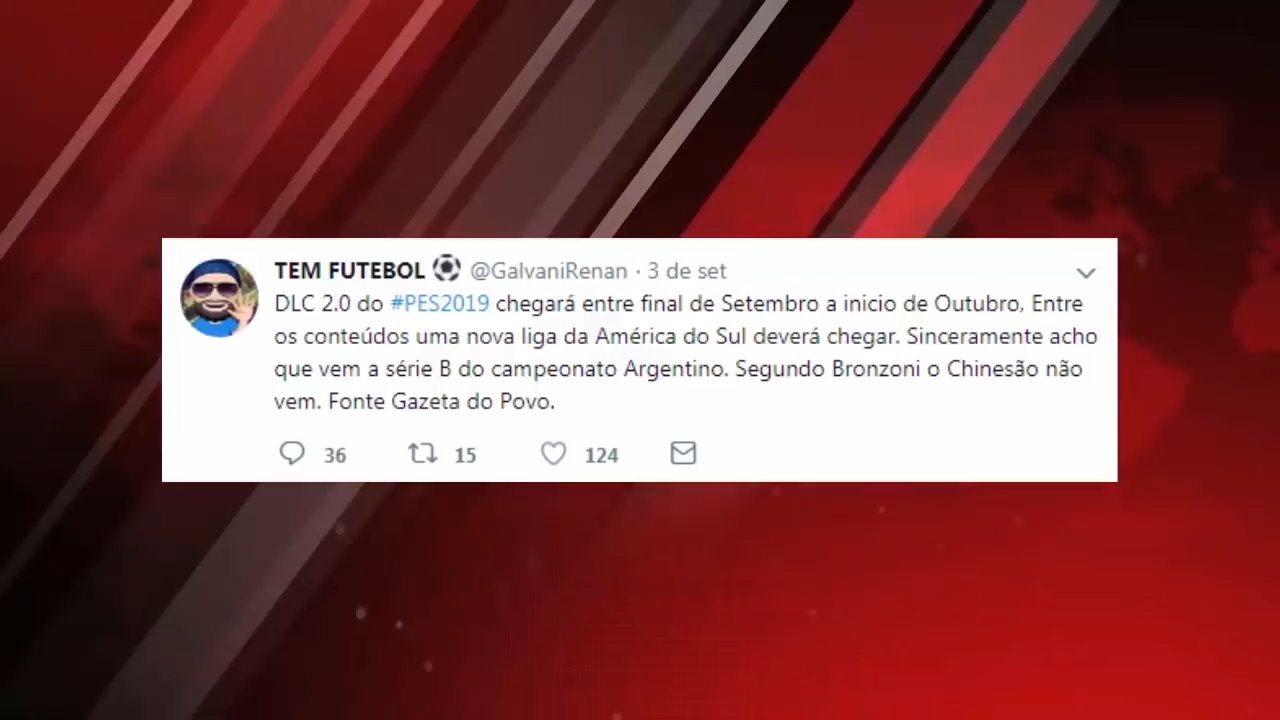 TEM FUTEBOL ⚽ @GalvaniRenan · 3 de set
DLC 2.0 do #PES2019 chegará entre final de Setembro a inicio de Outubro, Entre
os conteúdos uma nova liga da América do Sul deverá chegar. Sinceramente acho
que vem a série B do campeonato Argentino. Segundo Bronzoni o Chinesão não
vem. Fonte Gazeta do Povo.
36 15 124